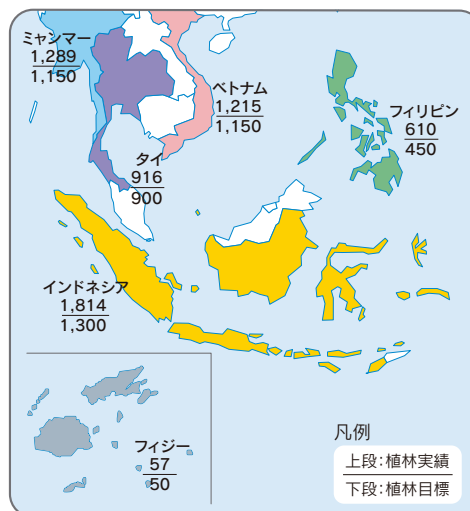 ミャンマー
1,289
1,150
ベトナム
1,215
1,150
フィリピン
610
450
タイ
916
900
インドネシア
1,814
1,300
フィジー
57
50
凡例
上段:植林実績
下段:植林目標